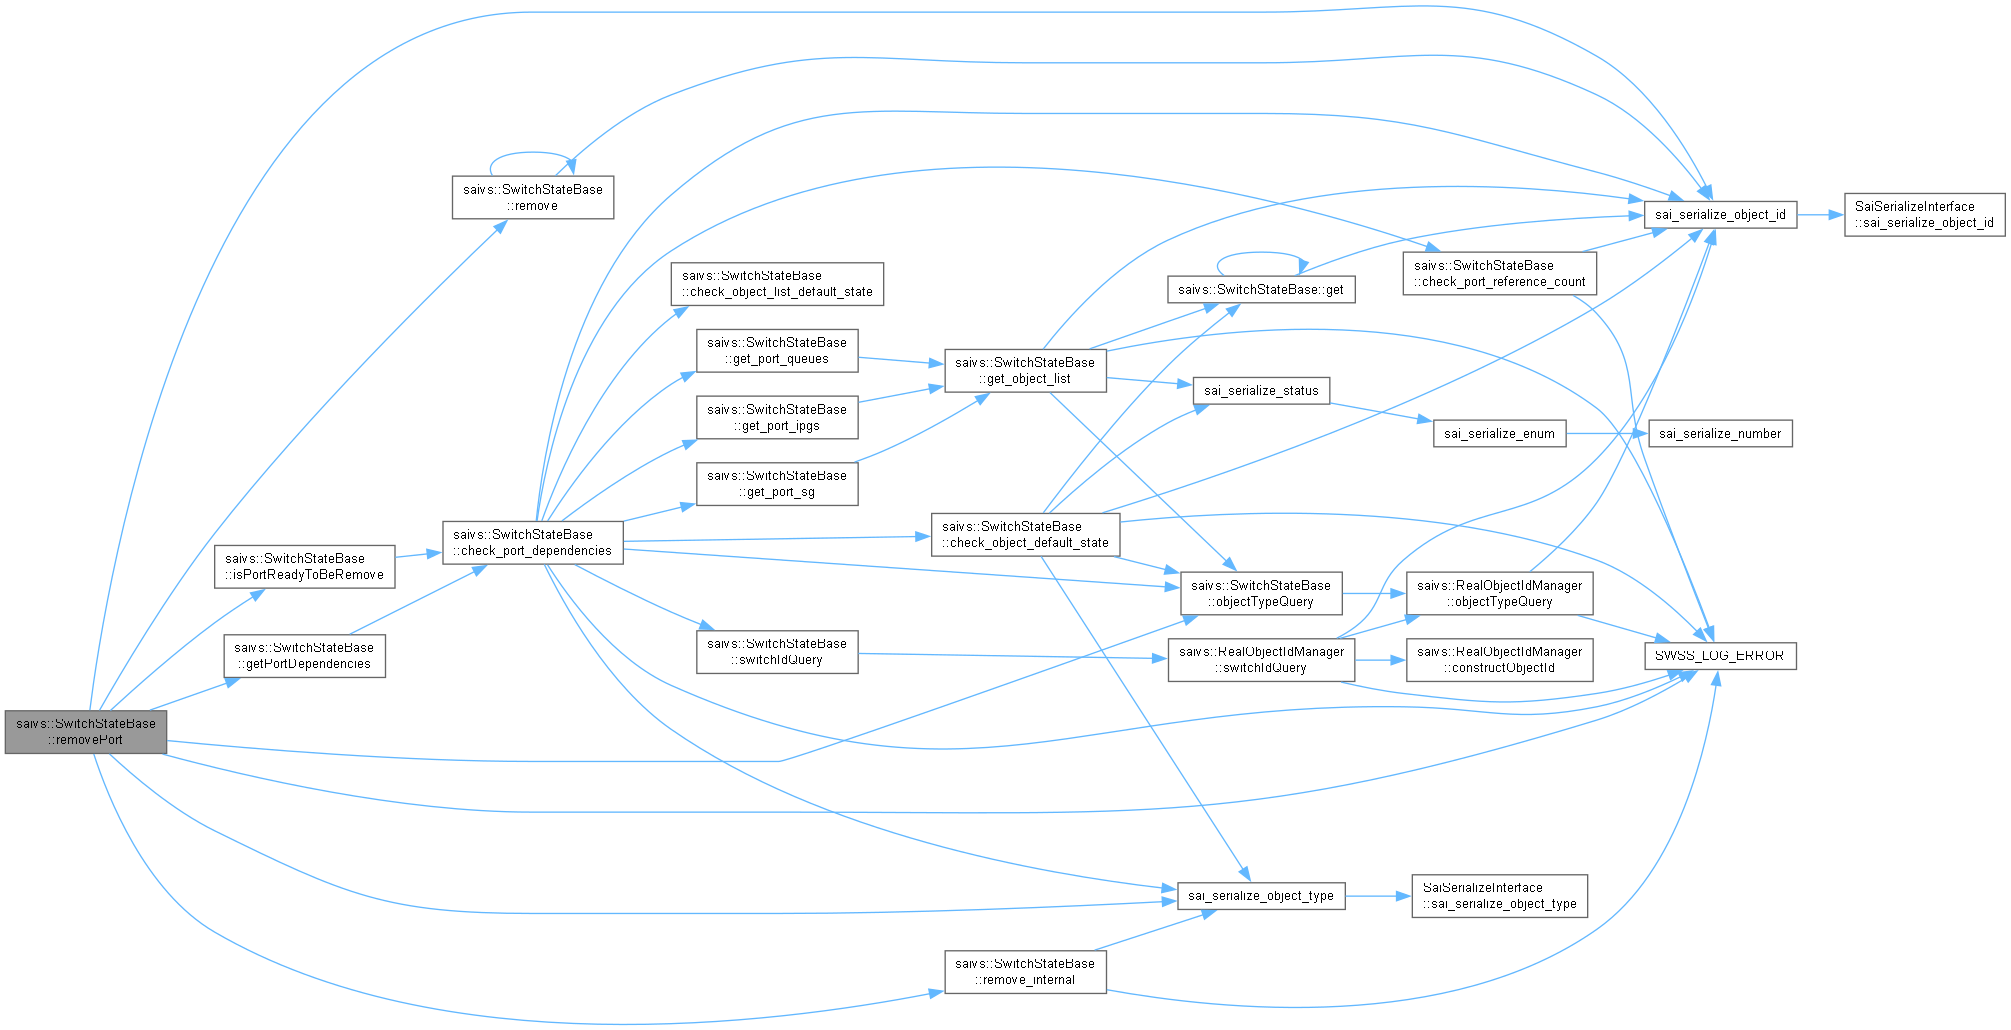 saivs::SwitchStateBase
::removePort
saivs::SwitchStateBase
::isPortReadyToBeRemove
saivs::SwitchStateBase
::getPortDependencies
saivs::SwitchStateBase
::remove
saivs::SwitchStateBase
::check_port_dependencies
saivs::SwitchStateBase
::check_object_list_default_state
saivs::SwitchStateBase
::get_port_queues
saivs::SwitchStateBase
::get_port_ipgs
saivs::SwitchStateBase
::get_port_sg
saivs::SwitchStateBase
::switchIdQuery
saivs::SwitchStateBase
::get_object_list
saivs::SwitchStateBase
::check_object_default_state
saivs::SwitchStateBase
::remove_internal
saivs::SwitchStateBase::get
sai_serialize_status
saivs::SwitchStateBase
::objectTypeQuery
saivs::RealObjectIdManager
::switchIdQuery
sai_serialize_object_type
saivs::SwitchStateBase
::check_port_reference_count
sai_serialize_enum
saivs::RealObjectIdManager
::objectTypeQuery
saivs::RealObjectIdManager
::constructObjectId
SaiSerializeInterface
::sai_serialize_object_type
sai_serialize_object_id
sai_serialize_number
SWSS_LOG_ERROR
SaiSerializeInterface
::sai_serialize_object_id